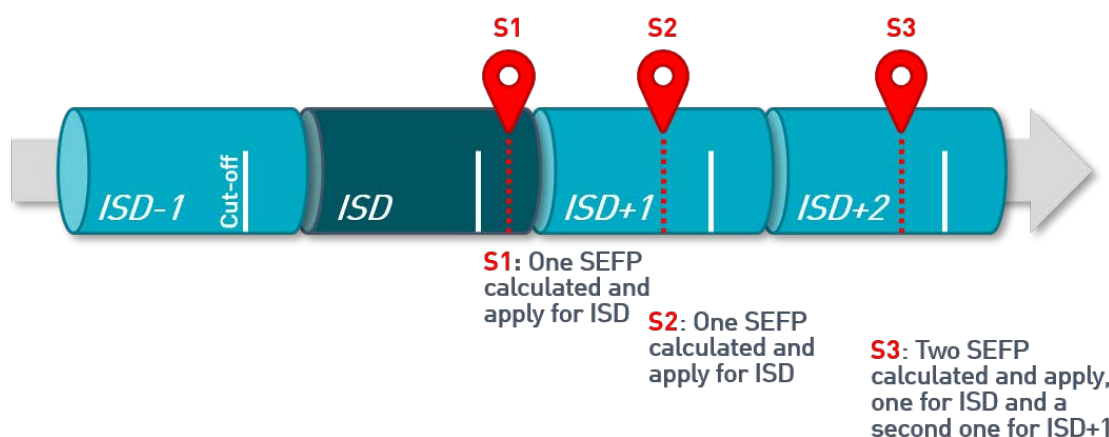 S1
S2
S3
ISD-1
Cut-off
ISD
ISD+1
ISD+2
S1: One SEFP
calculated and
apply for ISD
S2: One SEFP
calculated and
apply for ISD
S3: Two SEFP
calculated and apply,
one for ISD and a
second one for ISD+1